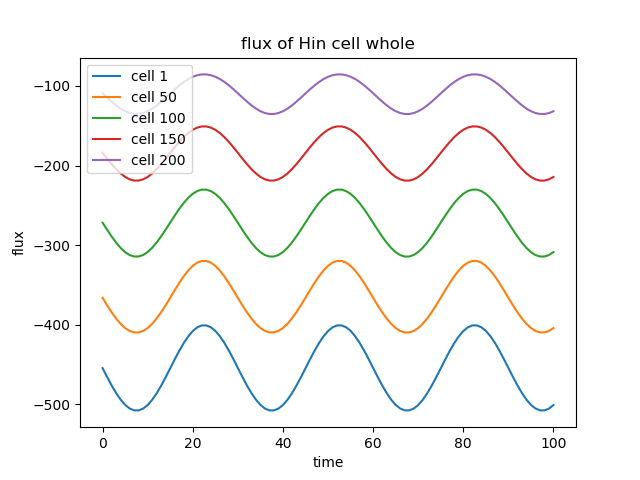 flux of Hin cell whole
cell 1
cell 50
cell 100
cell 150
cell 200
−100
−200
−300
−400
−500
flux
0 20 40 60 80 100
time